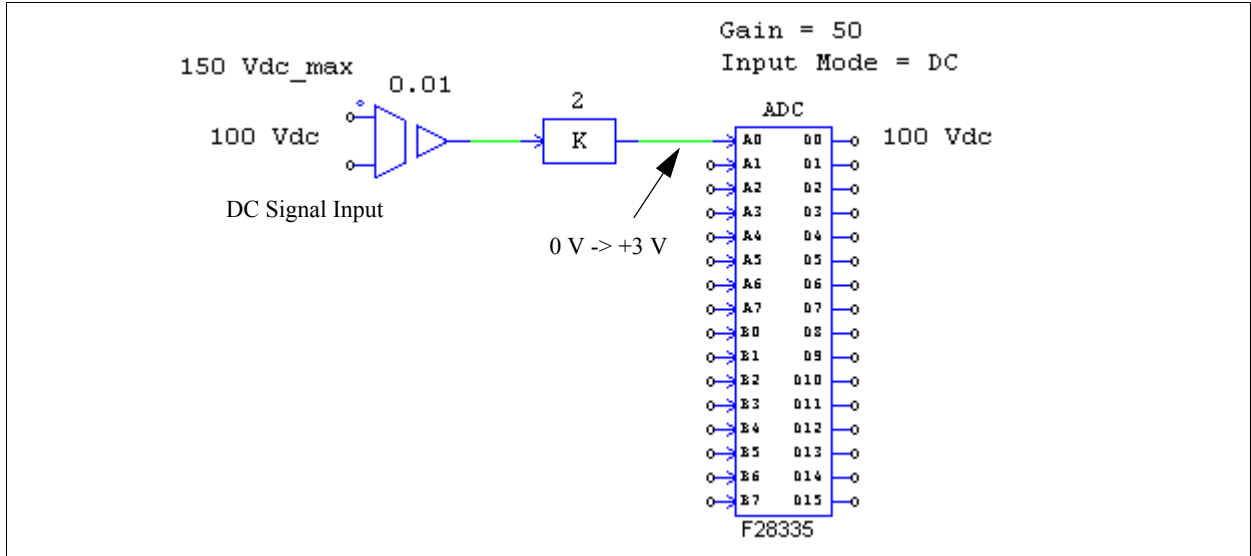 Gain = 50
Input Mode = DC
150 Vdc_max
0.01
2
ADC
100 Vdc
K
A0 D0
100 Vdc
A1 D1
A2 D2
DC Signal Input
A3 D3
0 V -> +3 V
A4 D4
A5 D5
A6 D6
A7 D7
B0 D8
B1 D9
B2 D10
B3 D11
B4 D12
B5 D13
B6 D14
B7 D15
F28335